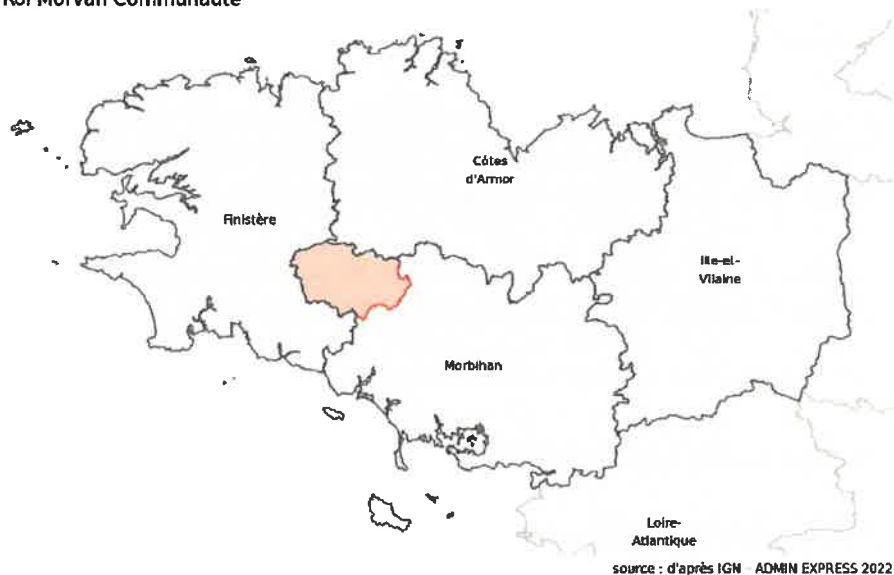 Roi Morvan Communauté
Côtes
d'Armor
Finistère
Ille-et-
Vilaine
Morbihan
Loire-
Atlantique
source : d'après IGN - ADMIN EXPRESS 2022